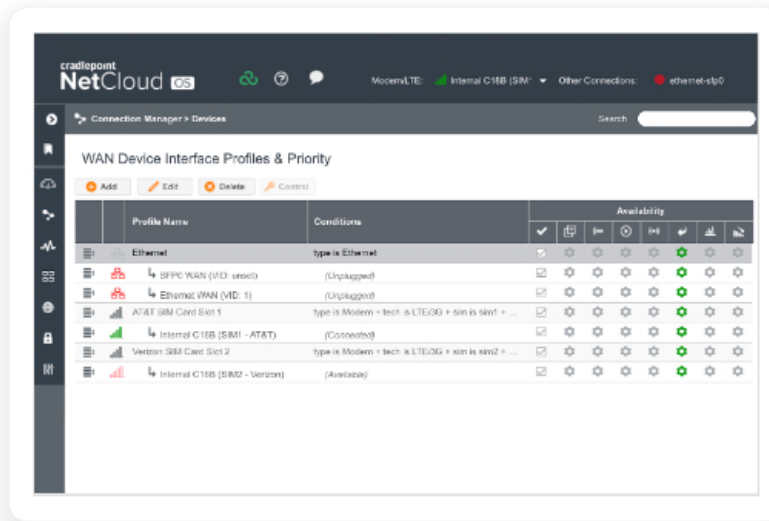 cradlepoint
NetCloud OS
Modem/LTE: Internal C18B (SIM1 Other Connections: ethernet-sfp0
Connection Manager > Devices Search
WAN Device Interface Profiles & Priority
Add Edit Delete Control
Availability
Profile Name Conditions
Ethernet type is Ethernet
SFP0 WAN (VID: unset) (Unplugged)
Ethernet WAN (VID: 1) (Unplugged)
AT&T SIM Card Slot 1 type is Modem + tech is LTE/3G + sim is sim1 + ...
Internal C18B (SIM1 - AT&T) (Connected)
Verizon SIM Card Slot 2 type is Modem + tech is LTE/3G + sim is sim2 + ...
Internal C18B (SIM2 - Verizon) (Available)